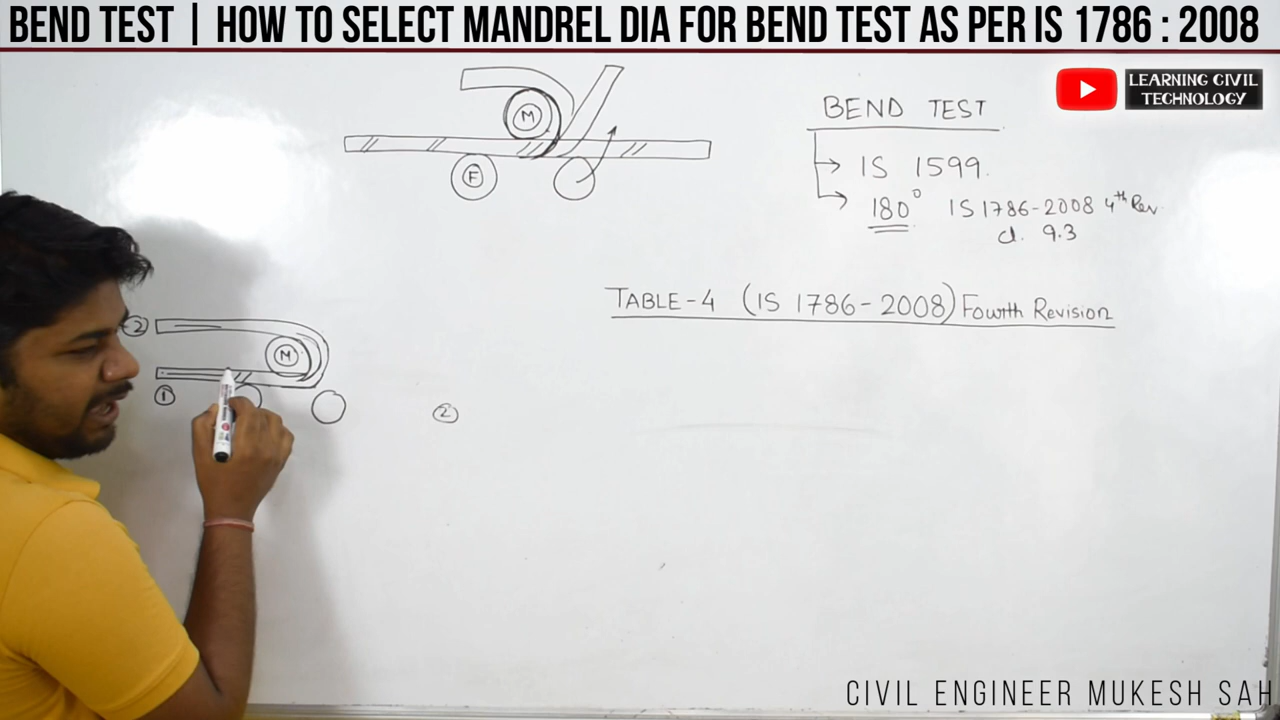 BEND TEST | HOW TO SELECT MANDREL DIA FOR BEND TEST AS PER IS 1786 : 2008
LEARNING CIVIL
TECHNOLOGY
BEND TEST
IS 1599.
180° IS1786-2008 4th Rev.
cl. 9.3
TABLE-4 (IS 1786-2008) Fourth Revision
M
F
M
2
1
2
CIVIL ENGINEER MUKESH SAH